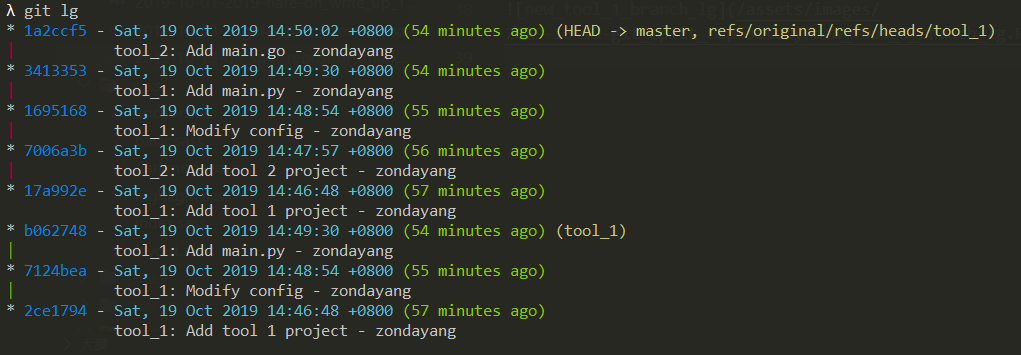 λ git lg
* 1a2ccf5 - Sat, 19 Oct 2019 14:50:02 +0800 (54 minutes ago) (HEAD -> master, refs/original/refs/heads/tool_1)
| tool_2: Add main.go - zondayang
* 3413353 - Sat, 19 Oct 2019 14:49:30 +0800 (54 minutes ago)
| tool_1: Add main.py - zondayang
* 1695168 - Sat, 19 Oct 2019 14:48:54 +0800 (55 minutes ago)
| tool_1: Modify config - zondayang
* 7006a3b - Sat, 19 Oct 2019 14:47:57 +0800 (56 minutes ago)
| tool_2: Add tool 2 project - zondayang
* 17a992e - Sat, 19 Oct 2019 14:46:48 +0800 (57 minutes ago)
tool_1: Add tool 1 project - zondayang
* b062748 - Sat, 19 Oct 2019 14:49:30 +0800 (54 minutes ago) (tool_1)
| tool_1: Add main.py - zondayang
* 7124bea - Sat, 19 Oct 2019 14:48:54 +0800 (55 minutes ago)
| tool_1: Modify config - zondayang
* 2ce1794 - Sat, 19 Oct 2019 14:46:48 +0800 (57 minutes ago)
tool_1: Add tool 1 project - zondayang